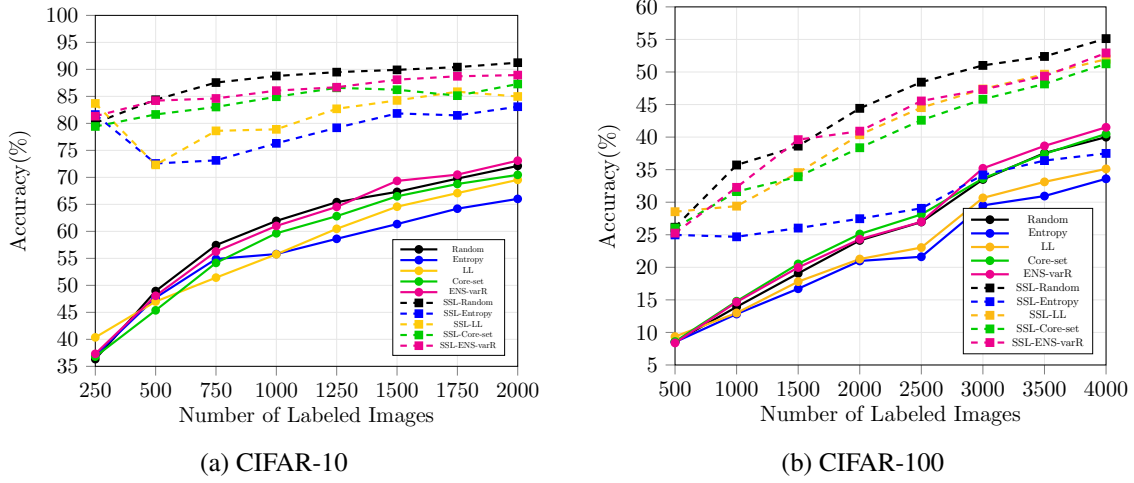 100
95
90
85
80
75
70
65
60
55
50
45
40
35
Accuracy(%)
250 500 750 1000 1250 1500 1750 2000
Number of Labeled Images
Random
Entropy
LL
Core-set
ENS-varR
SSL-Random
SSL-Entropy
SSL-LL
SSL-Core-set
SSL-ENS-varR
(a) CIFAR-10
60
55
50
45
40
35
30
25
20
15
10
5
Accuracy(%)
500 1000 1500 2000 2500 3000 3500 4000
Number of Labeled Images
Random
Entropy
LL
Core-set
ENS-varR
SSL-Random
SSL-Entropy
SSL-LL
SSL-Core-set
SSL-ENS-varR
(b) CIFAR-100